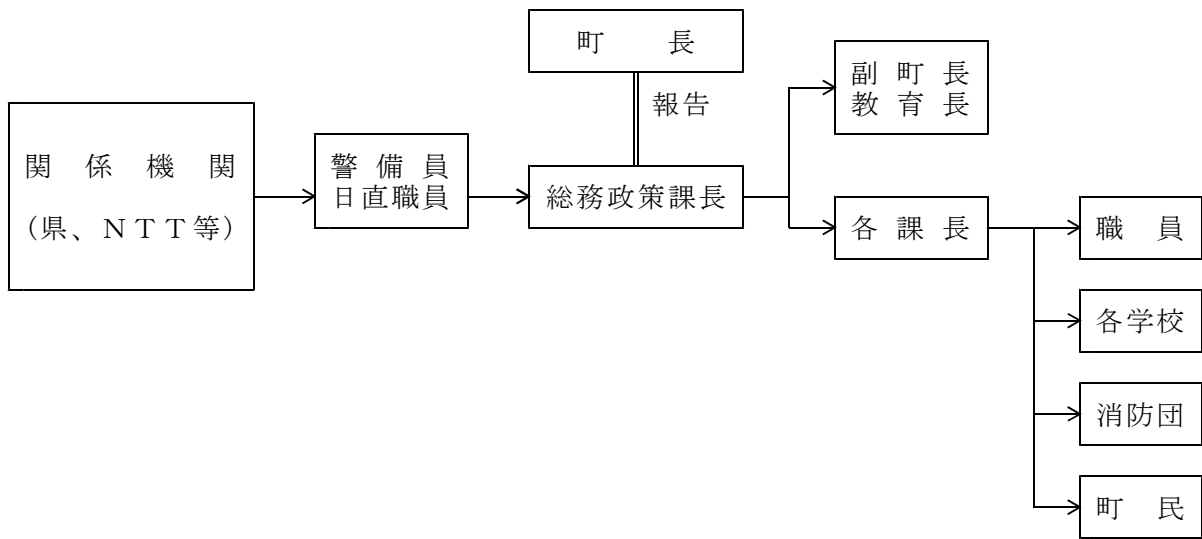 町長
報告
副町長
教育長
関係機関
(県、NTT等)
警備員
日直職員
総務政策課長
各課長
職員
各学校
消防団
町民